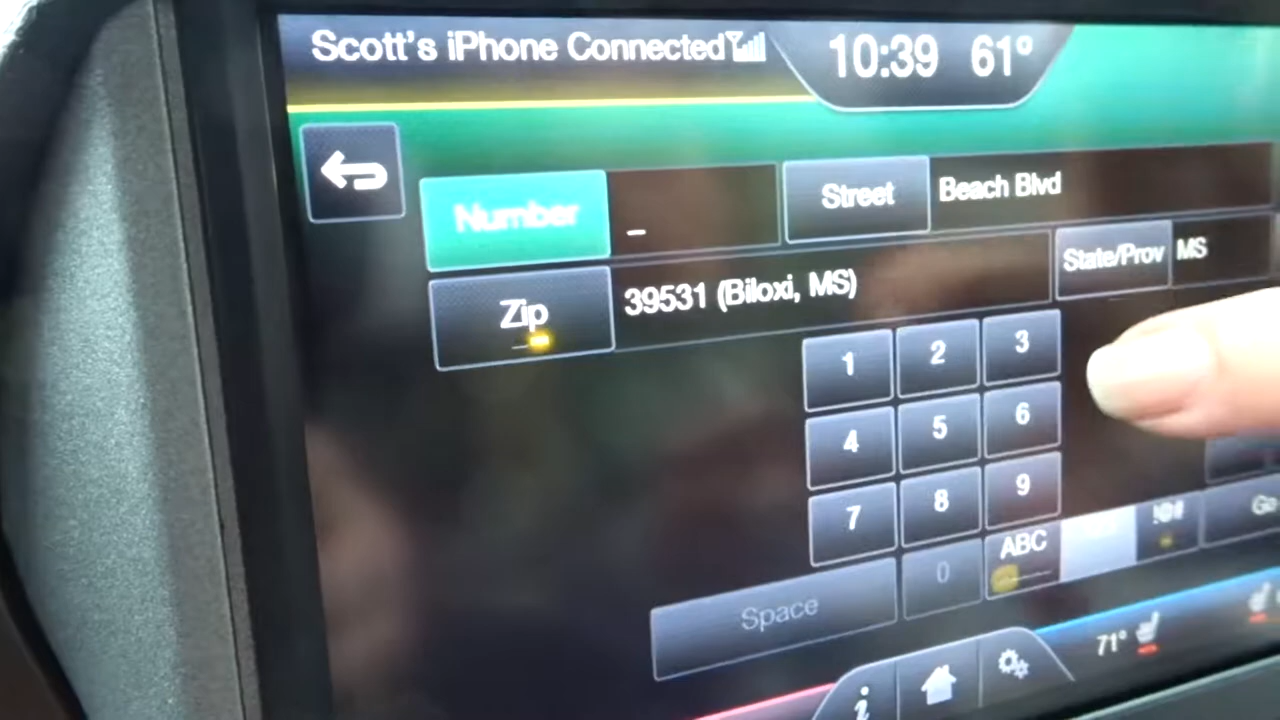 Scott's iPhone Connected 10:39 61°
Number _ Street Beach Blvd
Zip 39531 (Biloxi, MS) State/Prov MS
1 2 3
4 5 6
7 8 9
Space 0 ABC
71°